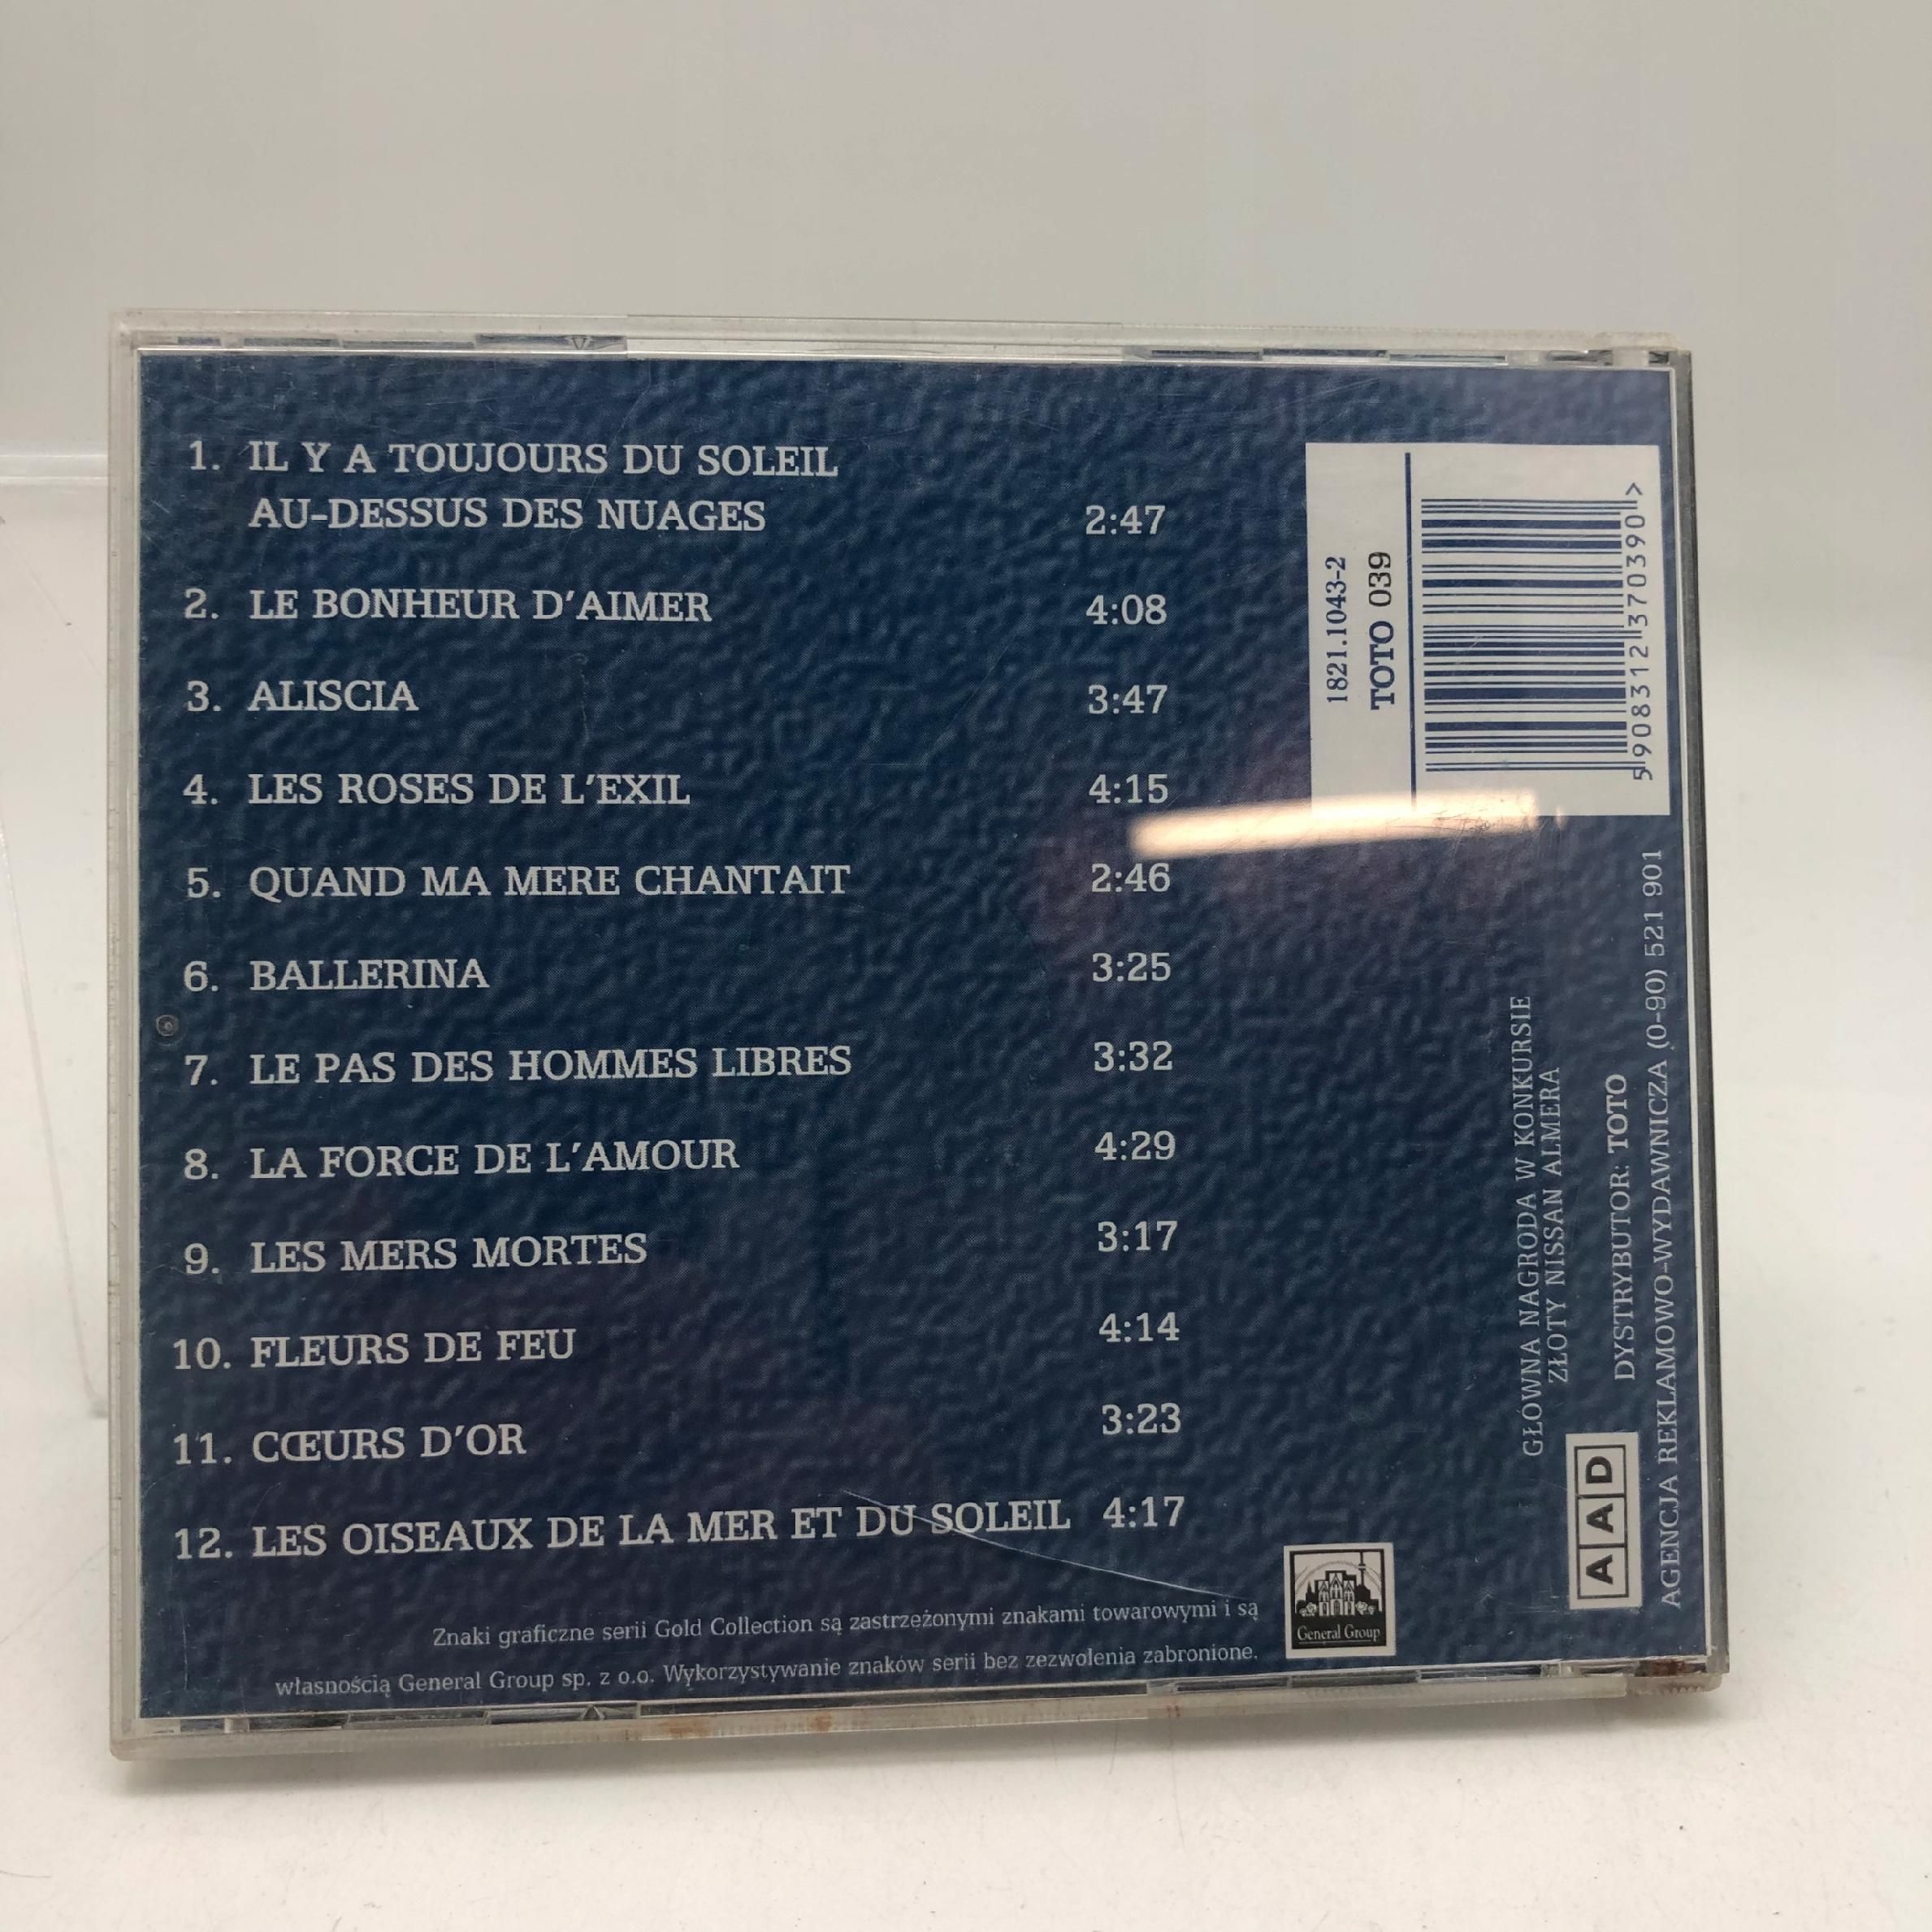 1. IL Y A TOUJOURS DU SOLEIL
AU-DESSUS DES NUAGES 2:47
2. LE BONHEUR D'AIMER 4:08
3. ALISCIA 3:47
4. LES ROSES DE L'EXIL 4:15
5. QUAND MA MERE CHANTAIT 2:46
6. BALLERINA 3:25
7. LE PAS DES HOMMES LIBRES 3:32
8. LA FORCE DE L'AMOUR 4:29
9. LES MERS MORTES 3:17
10. FLEURS DE FEU 4:14
11. CŒURS D'OR 3:23
12. LES OISEAUX DE LA MER ET DU SOLEIL 4:17
Znaki graficzne serii Gold Collection są zastrzeżonymi znakami towarowymi i są
własnością General Group sp. z o.o. Wykorzystywanie znaków serii bez zezwolenia zabronione.
General Group
1821.1043-2
TOTO 039
5 908312 370390 >
GŁÓWNA NAGRODA W KONKURSIE
ZŁOTY NISSAN ALMERA
AAD
DYSTRYBUTOR: TOTO
AGENCJA REKLAMOWO-WYDAWNICZA (0-90) 521 901